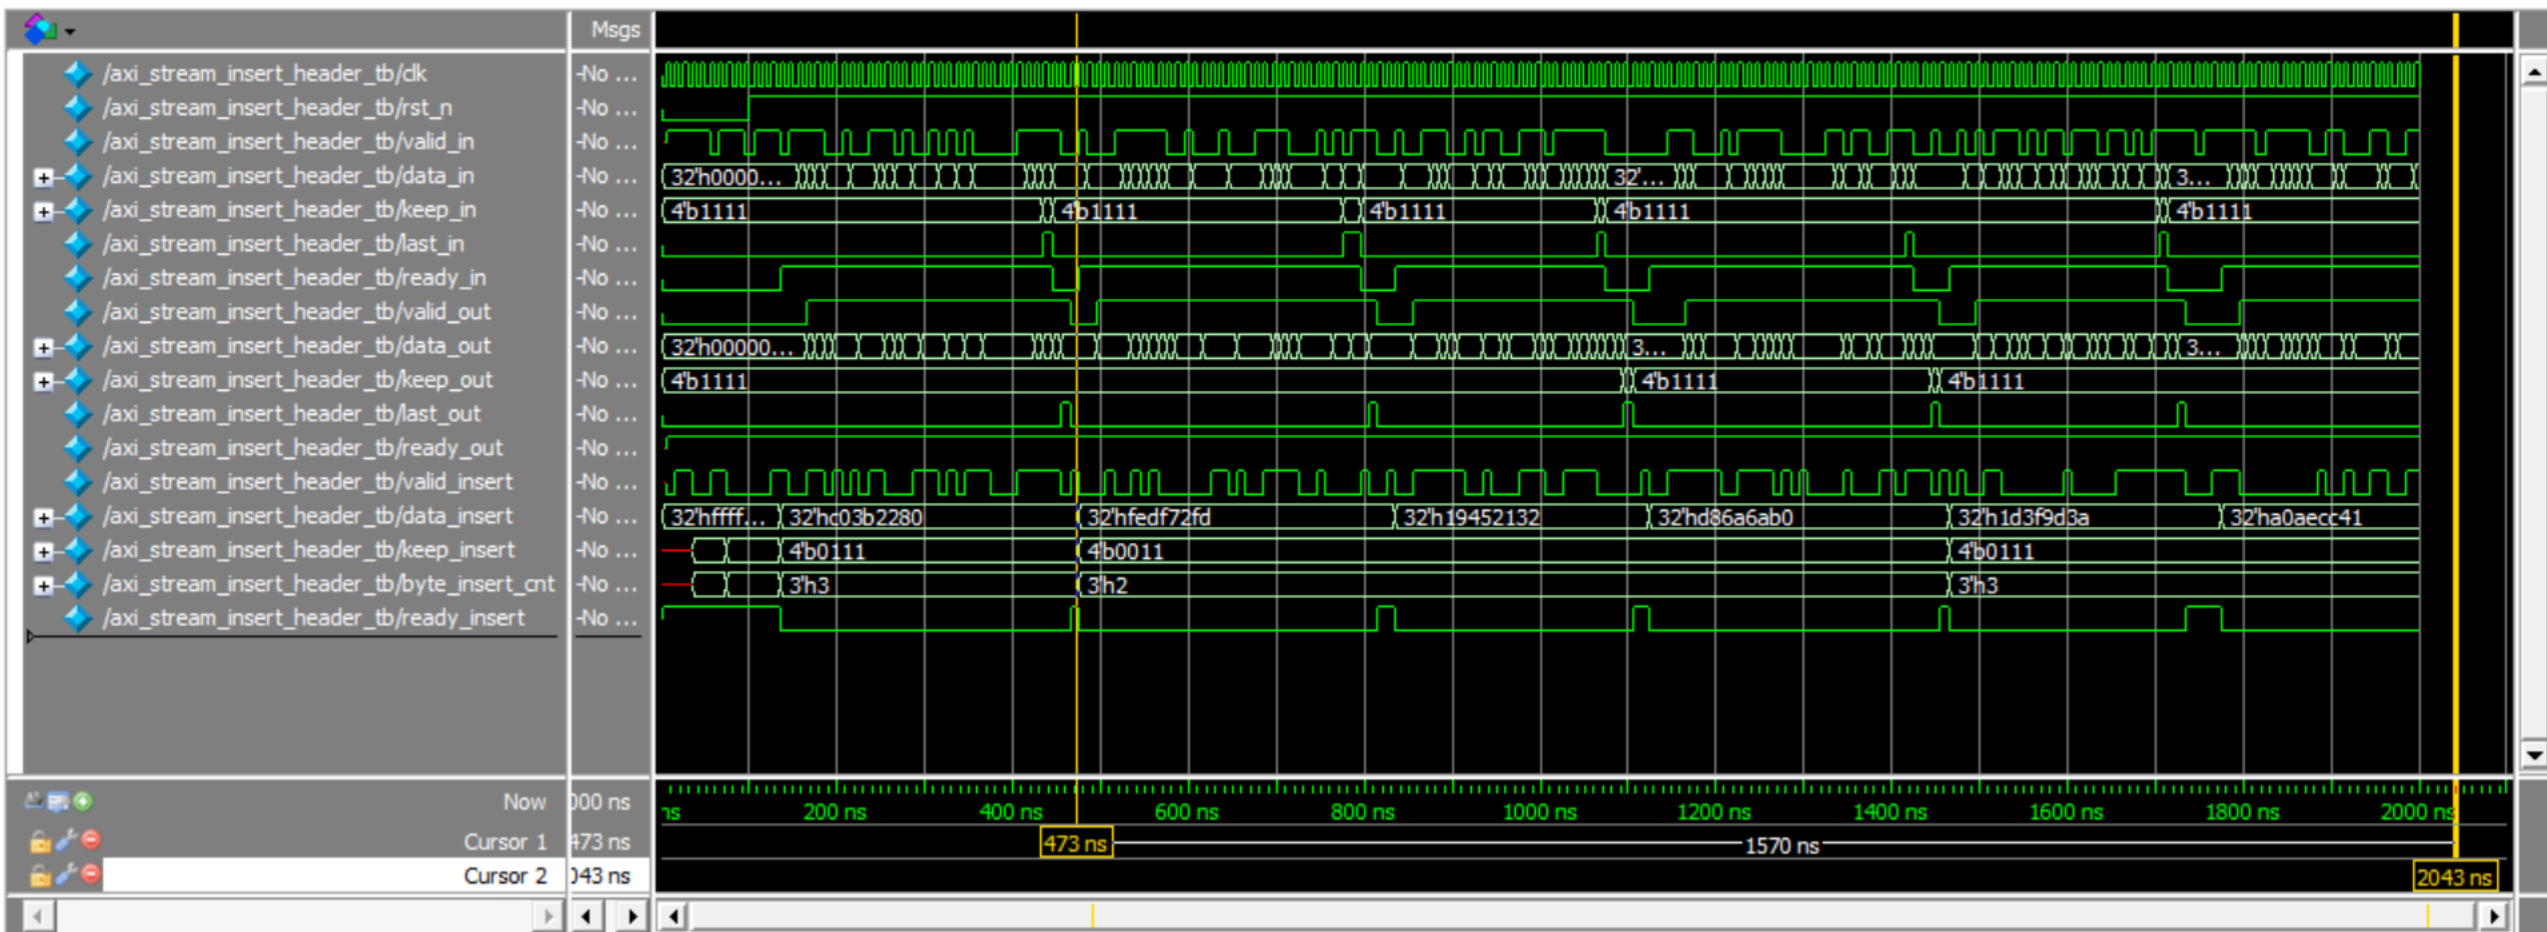 Msgs
/axi_stream_insert_header_tb/clk -No ...
/axi_stream_insert_header_tb/rst_n -No ...
/axi_stream_insert_header_tb/valid_in -No ...
/axi_stream_insert_header_tb/data_in -No ... 32'h0000... 32'... 3...
/axi_stream_insert_header_tb/keep_in -No ... 4'b1111 4'b1111 4'b1111 4'b1111 4'b1111
/axi_stream_insert_header_tb/last_in -No ...
/axi_stream_insert_header_tb/ready_in -No ...
/axi_stream_insert_header_tb/valid_out -No ...
/axi_stream_insert_header_tb/data_out -No ... 32'h00000... 3... 3...
/axi_stream_insert_header_tb/keep_out -No ... 4'b1111 4'b1111 4'b1111
/axi_stream_insert_header_tb/last_out -No ...
/axi_stream_insert_header_tb/ready_out -No ...
/axi_stream_insert_header_tb/valid_insert -No ...
/axi_stream_insert_header_tb/data_insert -No ... 32'hffff... 32'hc03b2280 32'hfedf72fd 32'h19452132 32'hd86a6ab0 32'h1d3f9d3a 32'ha0aecc41
/axi_stream_insert_header_tb/keep_insert -No ... 4'b0111 4'b0011 4'b0111
/axi_stream_insert_header_tb/byte_insert_cnt -No ... 3'h3 3'h2 3'h3
/axi_stream_insert_header_tb/ready_insert -No ...
Now 000 ns ns 200 ns 400 ns 600 ns 800 ns 1000 ns 1200 ns 1400 ns 1600 ns 1800 ns 2000 ns
Cursor 1 473 ns 473 ns 1570 ns
Cursor 2 043 ns 2043 ns